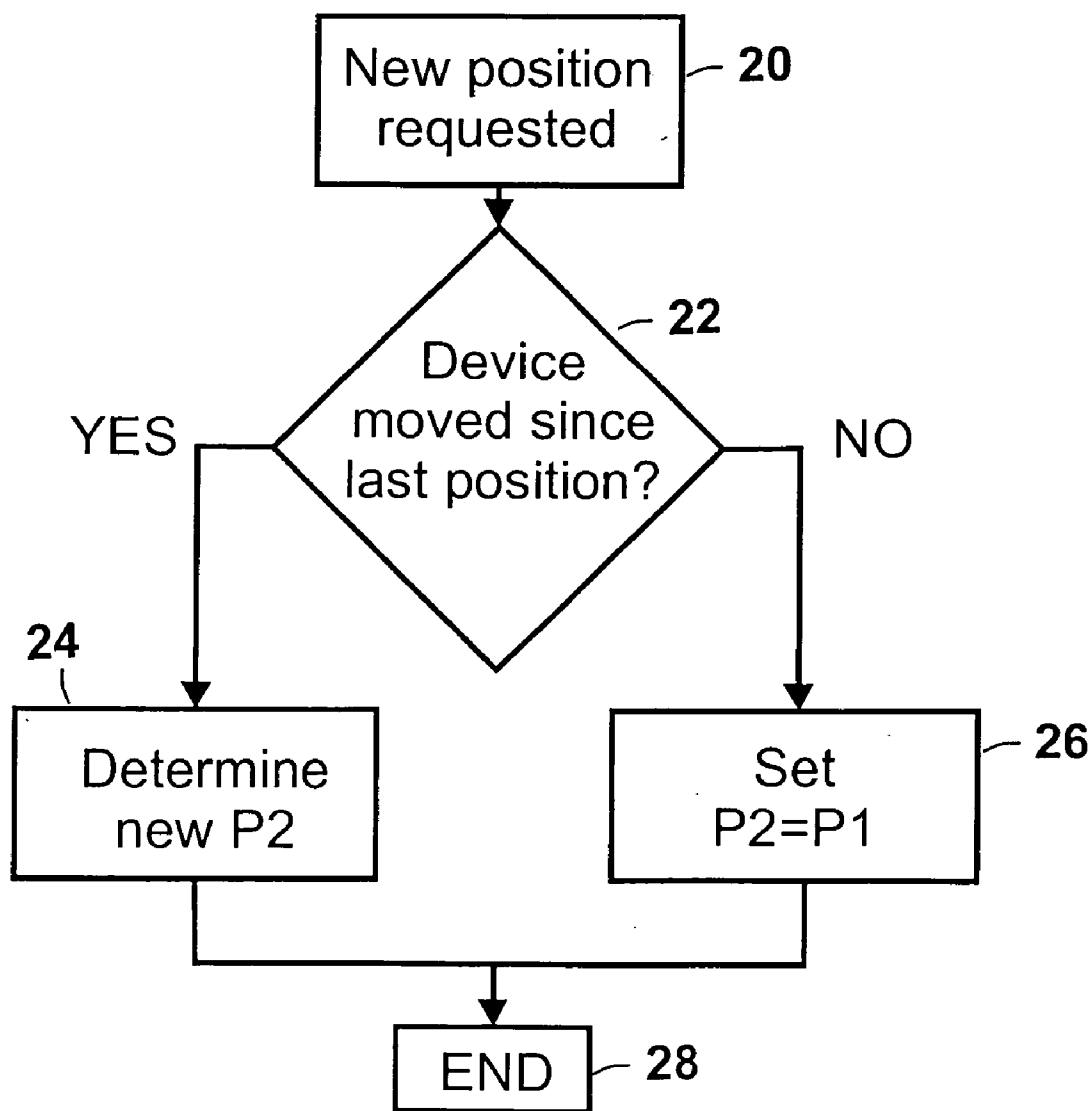 New position
requested
20
22
Device
moved since
last position?
YES
NO
24
Determine
new P2
26
Set
P2=P1
END
28